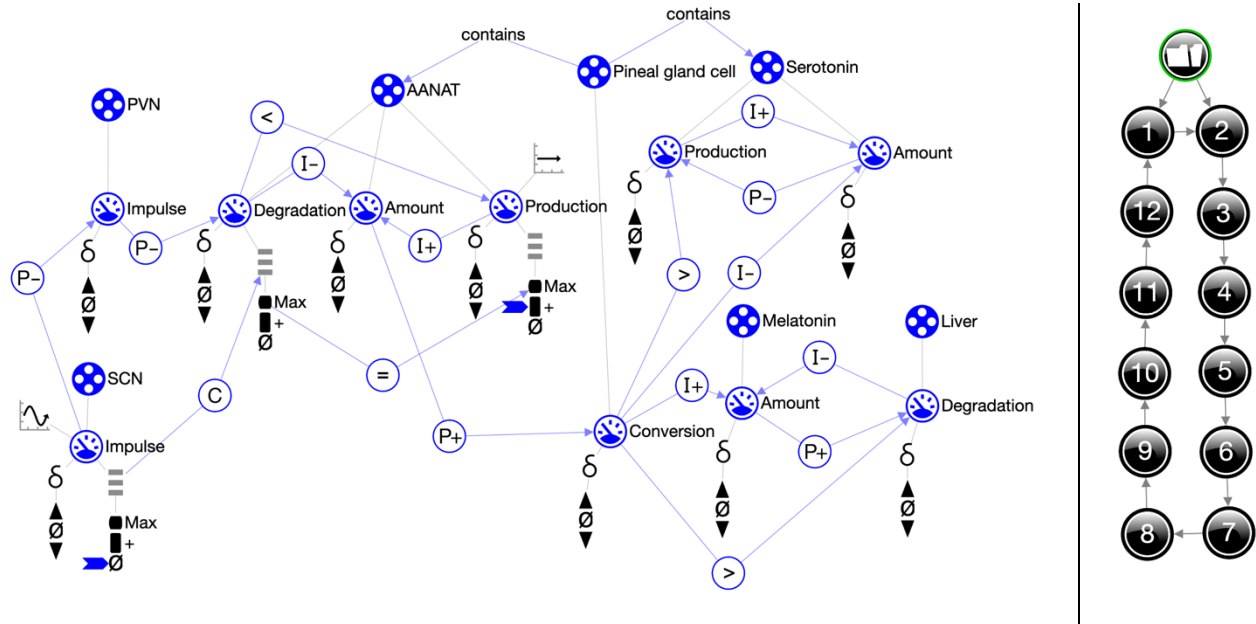 contains
contains
Pineal gland cell
Serotonin
AANAT
PVN
<
I+
I-
Production
Amount
δ
δ
Ø
Ø
P-
Impulse
Degradation
Amount
Production
P-
I+
δ
δ
δ
δ
Ø
Ø
Ø
Ø
P-
>
I-
Max
+
Ø
Max
+
Ø
Melatonin
Liver
SCN
=
C
I-
I+
Amount
Degradation
P+
Conversion
P+
Impulse
δ
δ
δ
δ
Ø
Ø
Ø
Ø
Max
+
Ø
>
1
2
12
3
11
4
10
5
9
6
8
7